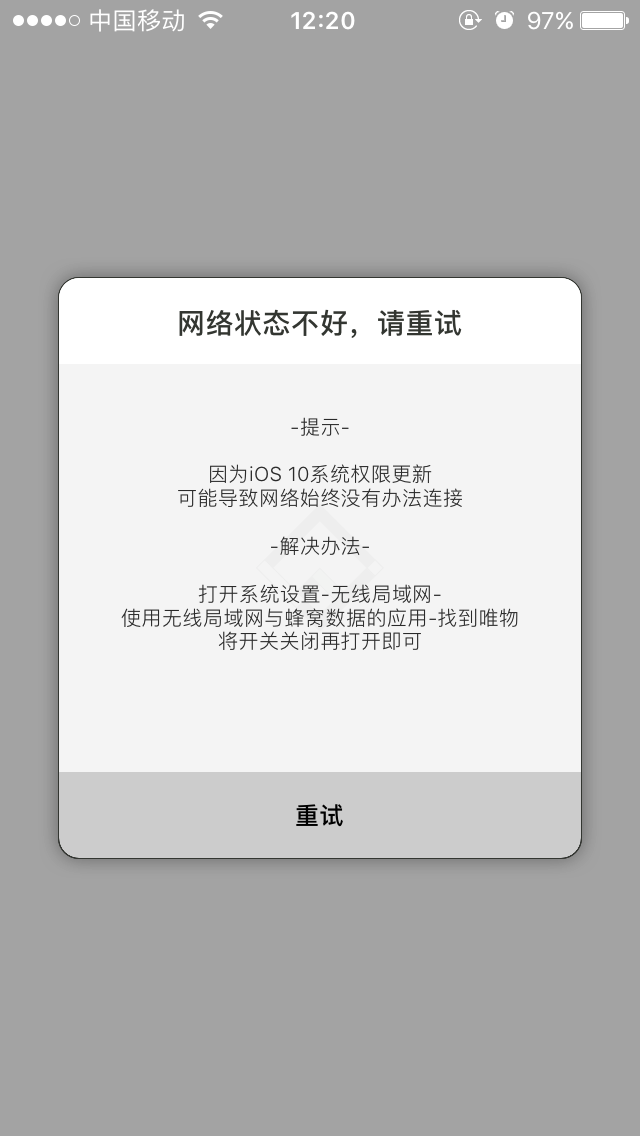 中国移动 12:20 97%
网络状态不好，请重试
-提示-
因为iOS 10系统权限更新
可能导致网络始终没有办法连接
-解决办法-
打开系统设置-无线局域网-
使用无线局域网与蜂窝数据的应用-找到唯物
将开关关闭再打开即可
重试